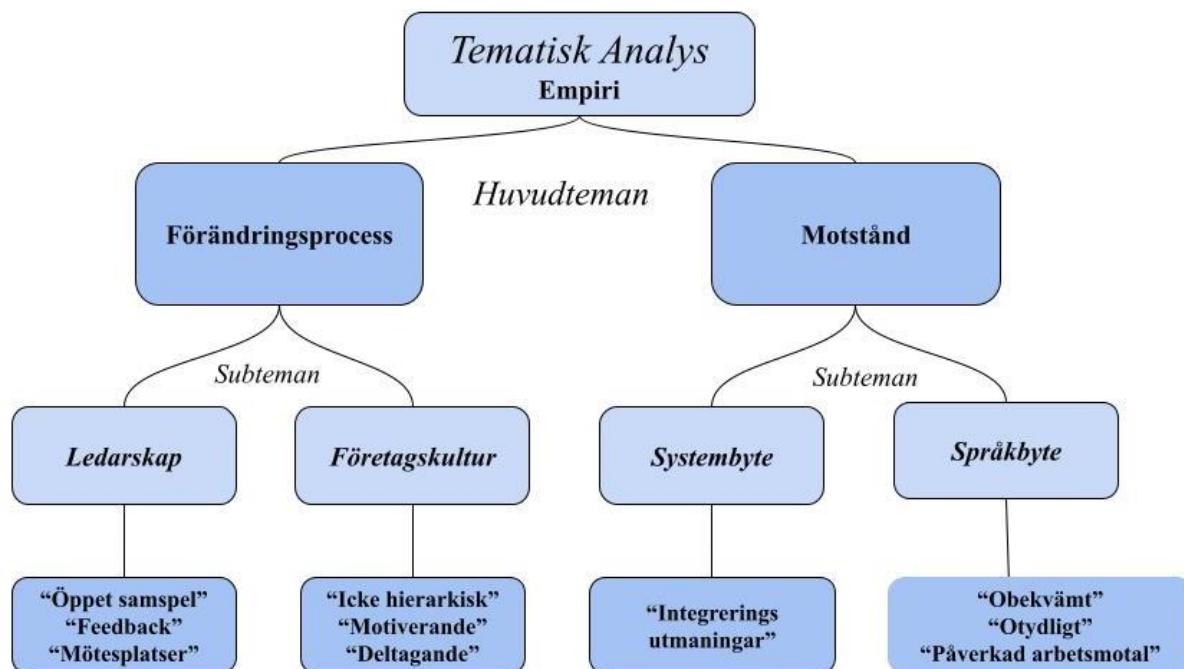 Tematisk Analys
Empiri
Huvudteman
Förändringsprocess
Motstånd
Subteman
Subteman
Ledarskap
Företagskultur
Systembyte
Språkbyte
“Öppet samspel”
“Feedback”
“Mötesplatser”
“Icke hierarkisk”
“Motiverande”
“Deltagande”
“Integrerings
utmaningar”
“Obekvämt”
“Otydligt”
“Påverkad arbetsmotal”